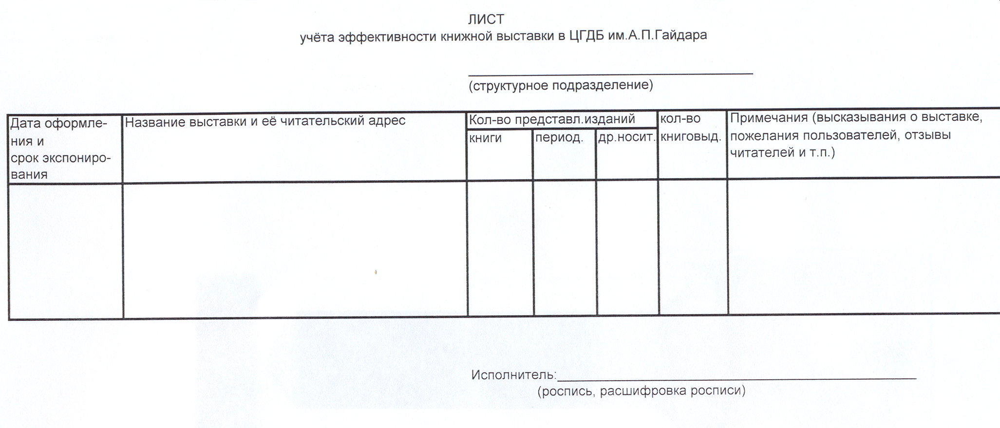 ЛИСТ
учёта эффективности книжной выставки в ЦГДБ им.А.П.Гайдара
(структурное подразделение)
Дата оформле-
ния и
срок экспониро-
вания
Название выставки и её читательский адрес
Кол-во представл.изданий
книги
период.
др.носит.
кол-во
книговыд.
Примечания (высказывания о выставке,
пожелания пользователей, отзывы
читателей и т.п.)
Исполнитель:
(роспись, расшифровка росписи)